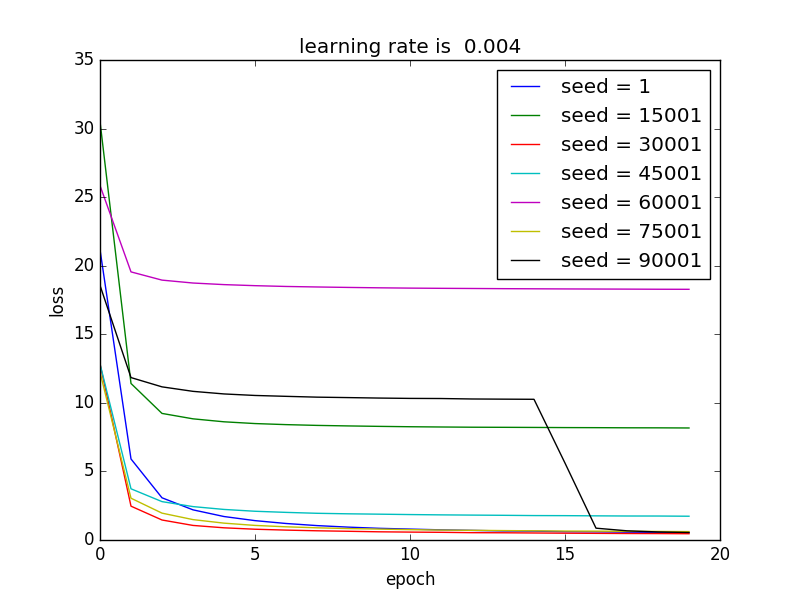 learning rate is  0.004
35
30
25
20
15
10
5
0
loss
seed = 1
seed = 15001
seed = 30001
seed = 45001
seed = 60001
seed = 75001
seed = 90001
0 5 10 15 20
epoch